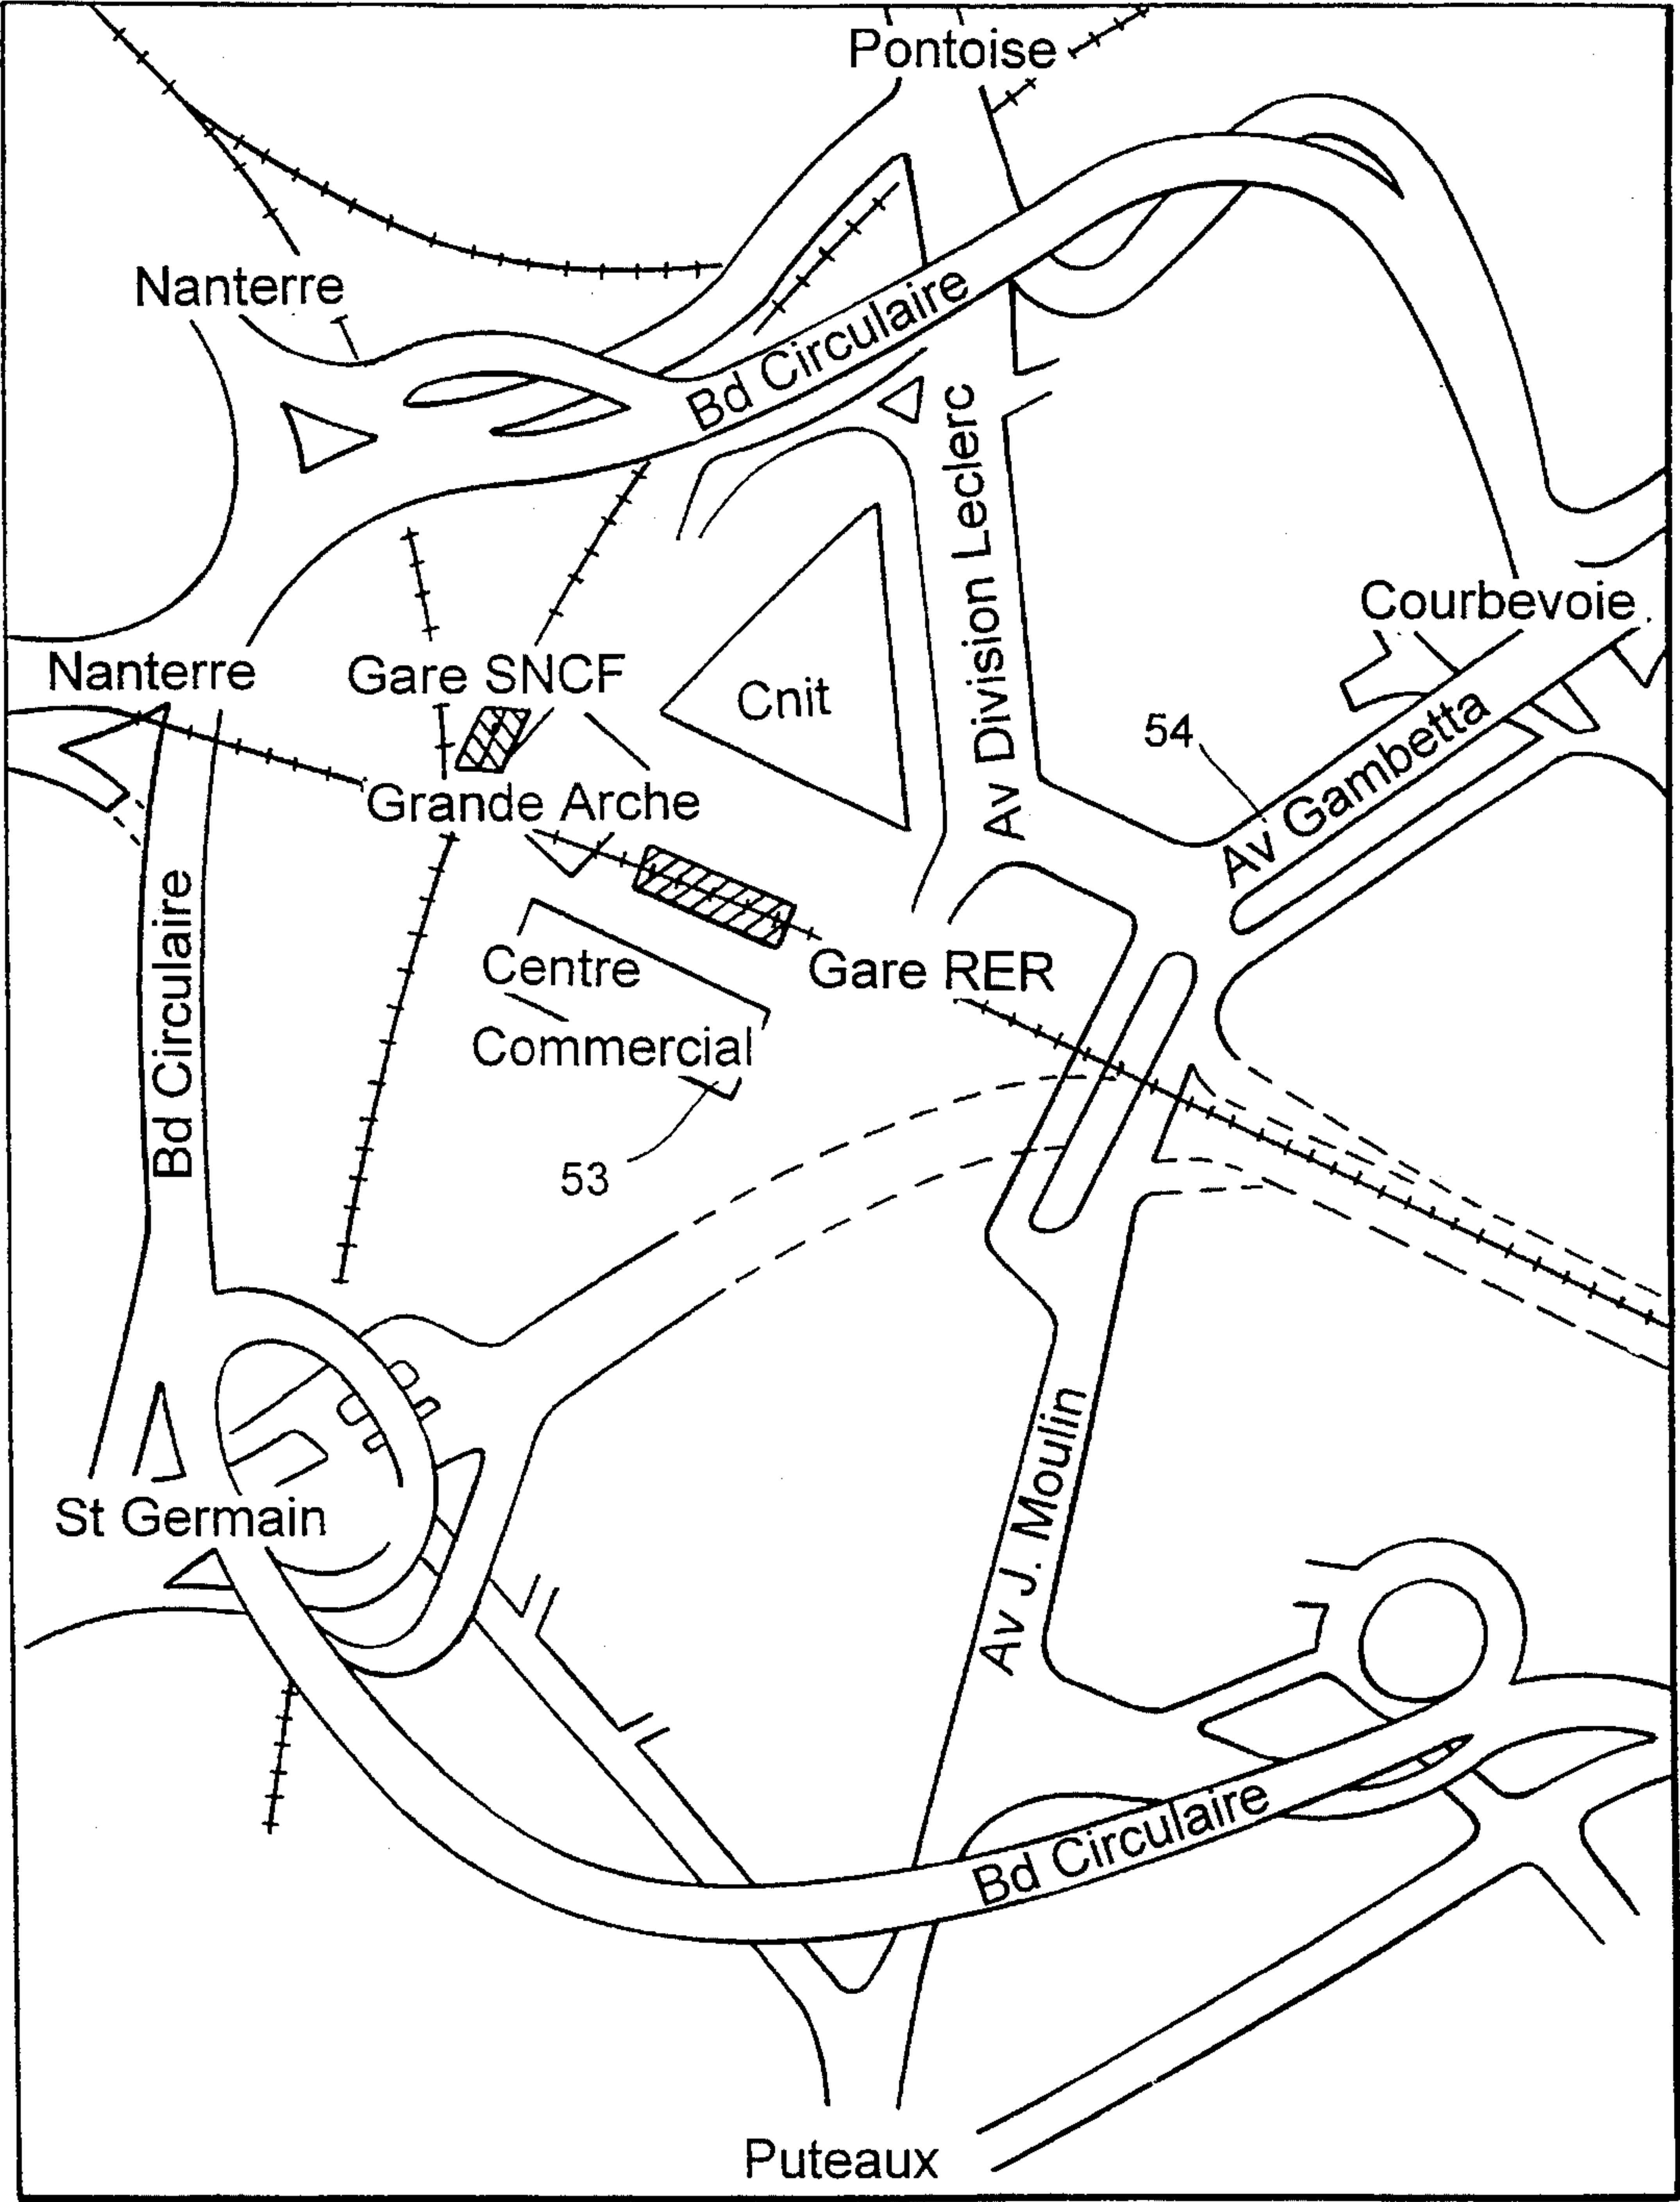 Pontoise
Nanterre
Bd Circulaire
Av Division Leclerc
Courbevoie
Nanterre
Gare SNCF
Cnit
54
Av Gambetta
Grande Arche
Bd Circulaire
Centre
Commercial
Gare RER
53
St Germain
Av J. Moulin
Bd Circulaire
Puteaux